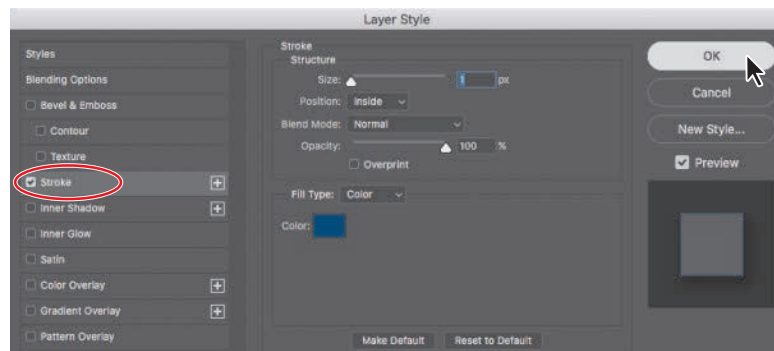 Layer Style
Styles
Blending Options
Bevel & Emboss
Contour
Texture
Stroke
Inner Shadow
Inner Glow
Satin
Color Overlay
Gradient Overlay
Pattern Overlay
Stroke
Structure
Size: 1 px
Position: Inside
Blend Mode: Normal
Opacity: 100 %
Overprint
Fill Type: Color
Color:
Make Default Reset to Default
OK
Cancel
New Style...
Preview